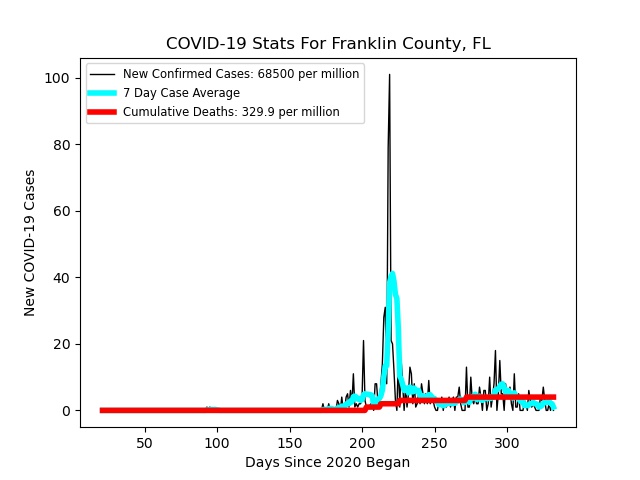 COVID-19 Stats For Franklin County, FL
New Confirmed Cases: 68500 per million
7 Day Case Average
Cumulative Deaths: 329.9 per million
New COVID-19 Cases
100
80
60
40
20
0
50
100
150
200
250
300
Days Since 2020 Began